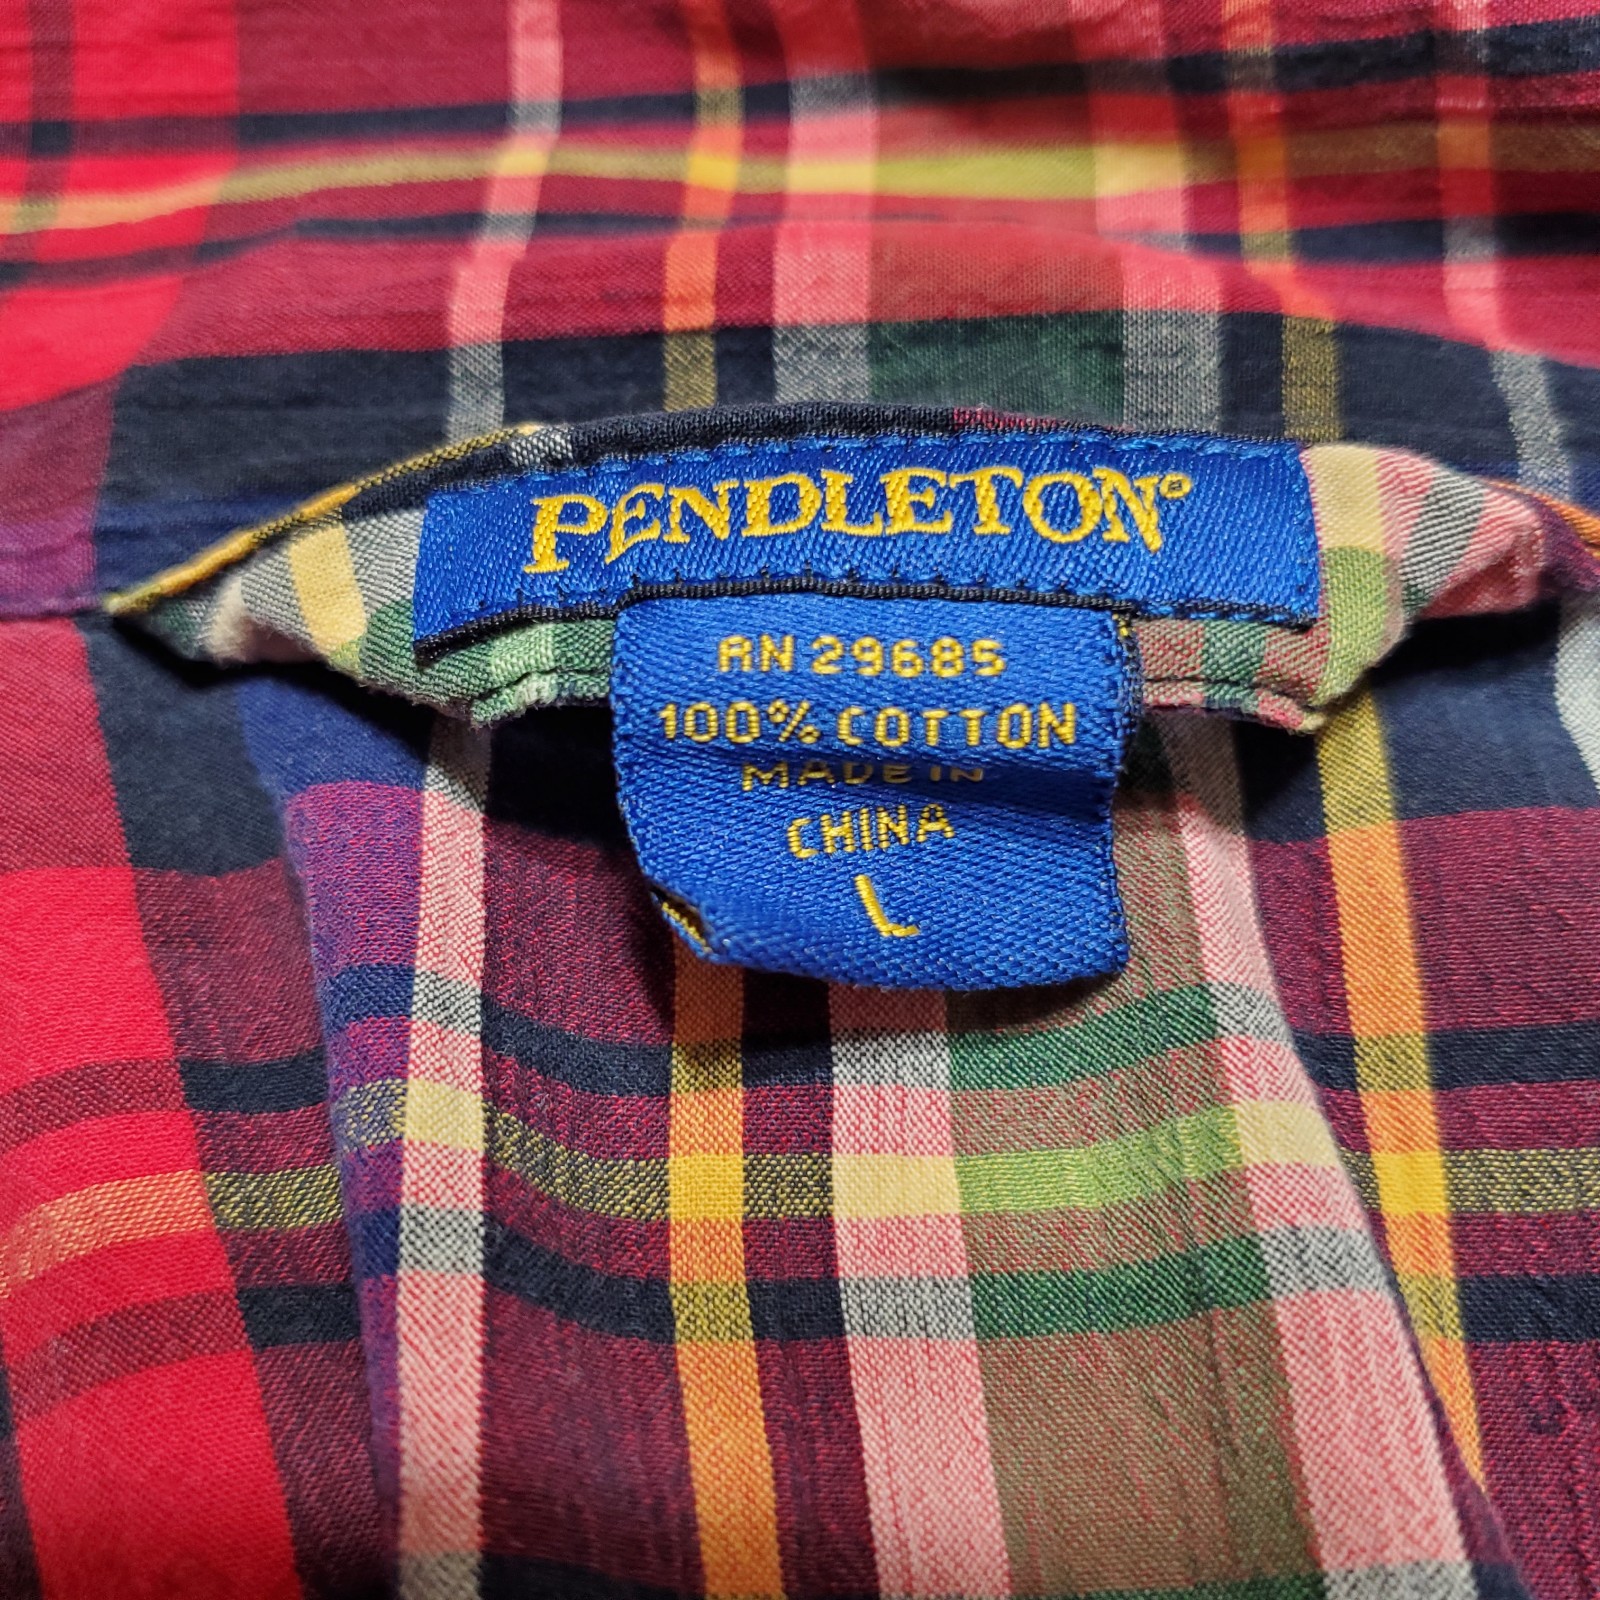 PENDLETON®
RN 29685
100% COTTON
MADE IN
CHINA
L